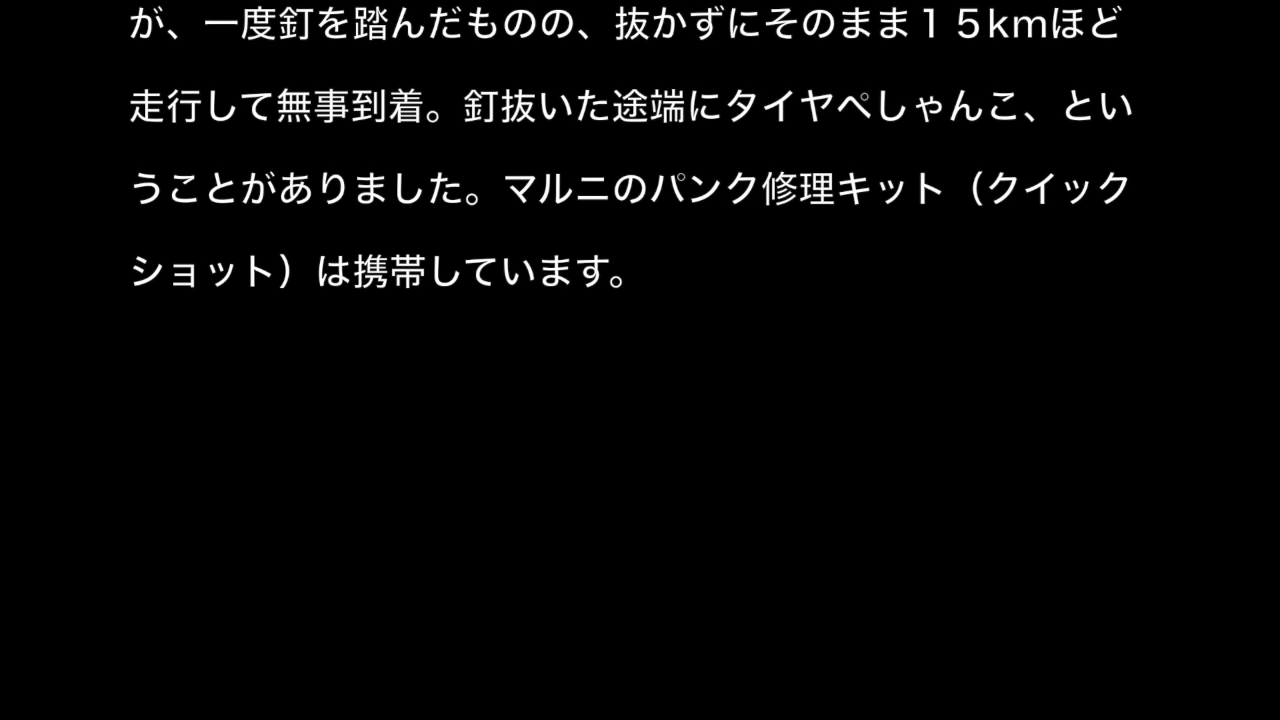 が、一度釘を踏んだものの、抜かずにそのまま１５kmほど
走行して無事到着。釘抜いた途端にタイヤぺしゃんこ、とい
うことがありました。マルニのパンク修理キット（クイック
ショット）は携帯しています。